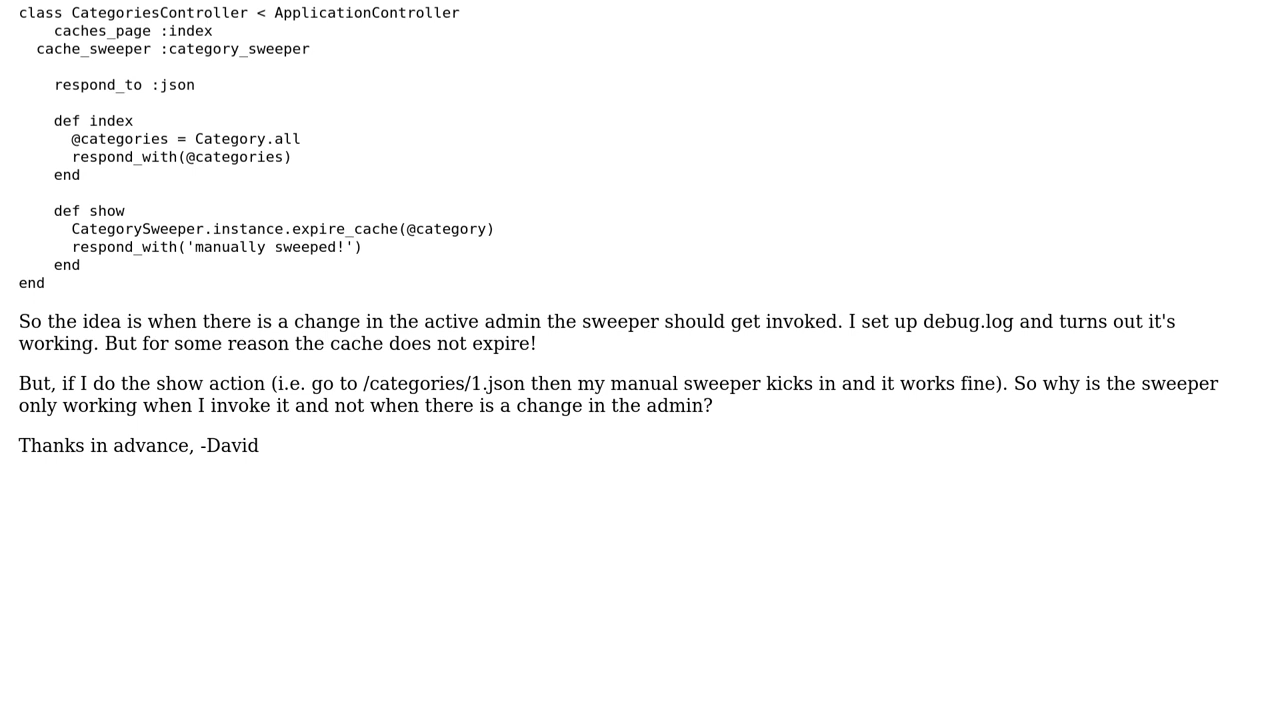 class CategoriesController < ApplicationController
    caches_page :index
  cache_sweeper :category_sweeper

    respond_to :json

    def index
      @categories = Category.all
      respond_with(@categories)
    end

    def show
      CategorySweeper.instance.expire_cache(@category)
      respond_with('manually sweeped!')
    end
end

So the idea is when there is a change in the active admin the sweeper should get invoked. I set up debug.log and turns out it's
working. But for some reason the cache does not expire!

But, if I do the show action (i.e. go to /categories/1.json then my manual sweeper kicks in and it works fine). So why is the sweeper
only working when I invoke it and not when there is a change in the admin?

Thanks in advance, -David